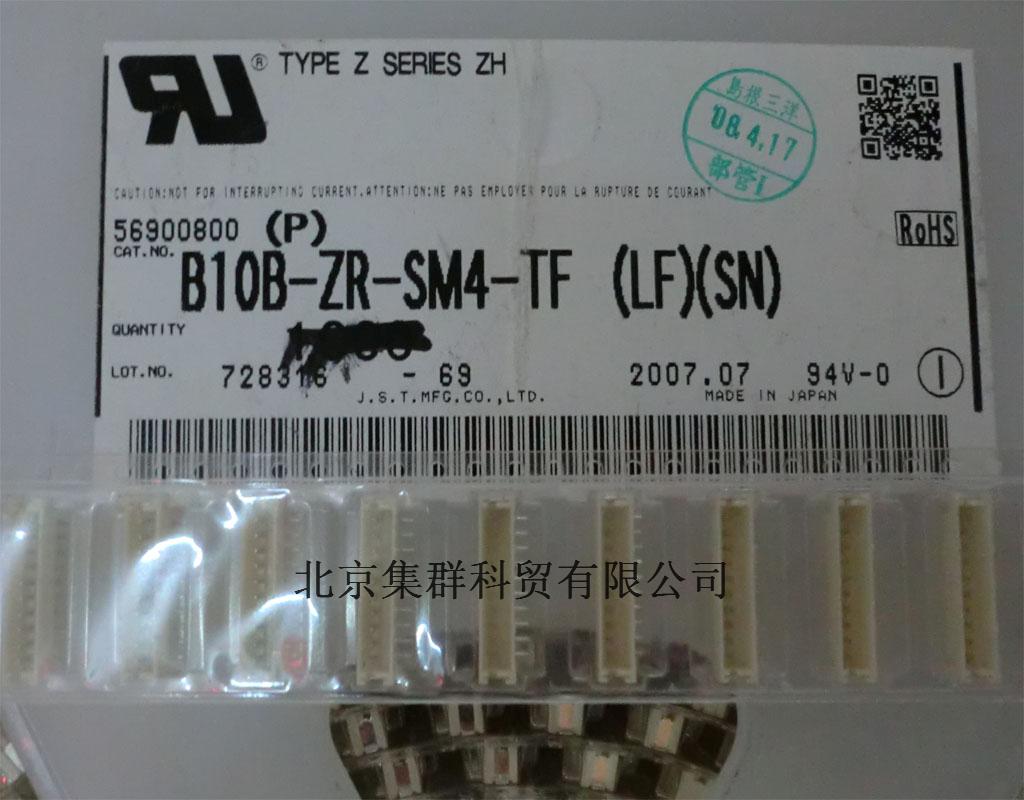 ® TYPE Z SERIES ZH
島根三洋
'08.4.17
部管1
CAUTION:NOT FOR INTERRUPTING CURRENT.ATTENTION:NE PAS EMPLOYER POUR LA RUPTURE DE COURANT
56900800 (P)
RoHS
CAT.NO. B10B-ZR-SM4-TF (LF)(SN)
QUANTITY
LOT.NO. 728316 - 69 2007.07 94V-0 1
J.S.T.MFG.CO.,LTD. MADE IN JAPAN
北京集群科贸有限公司